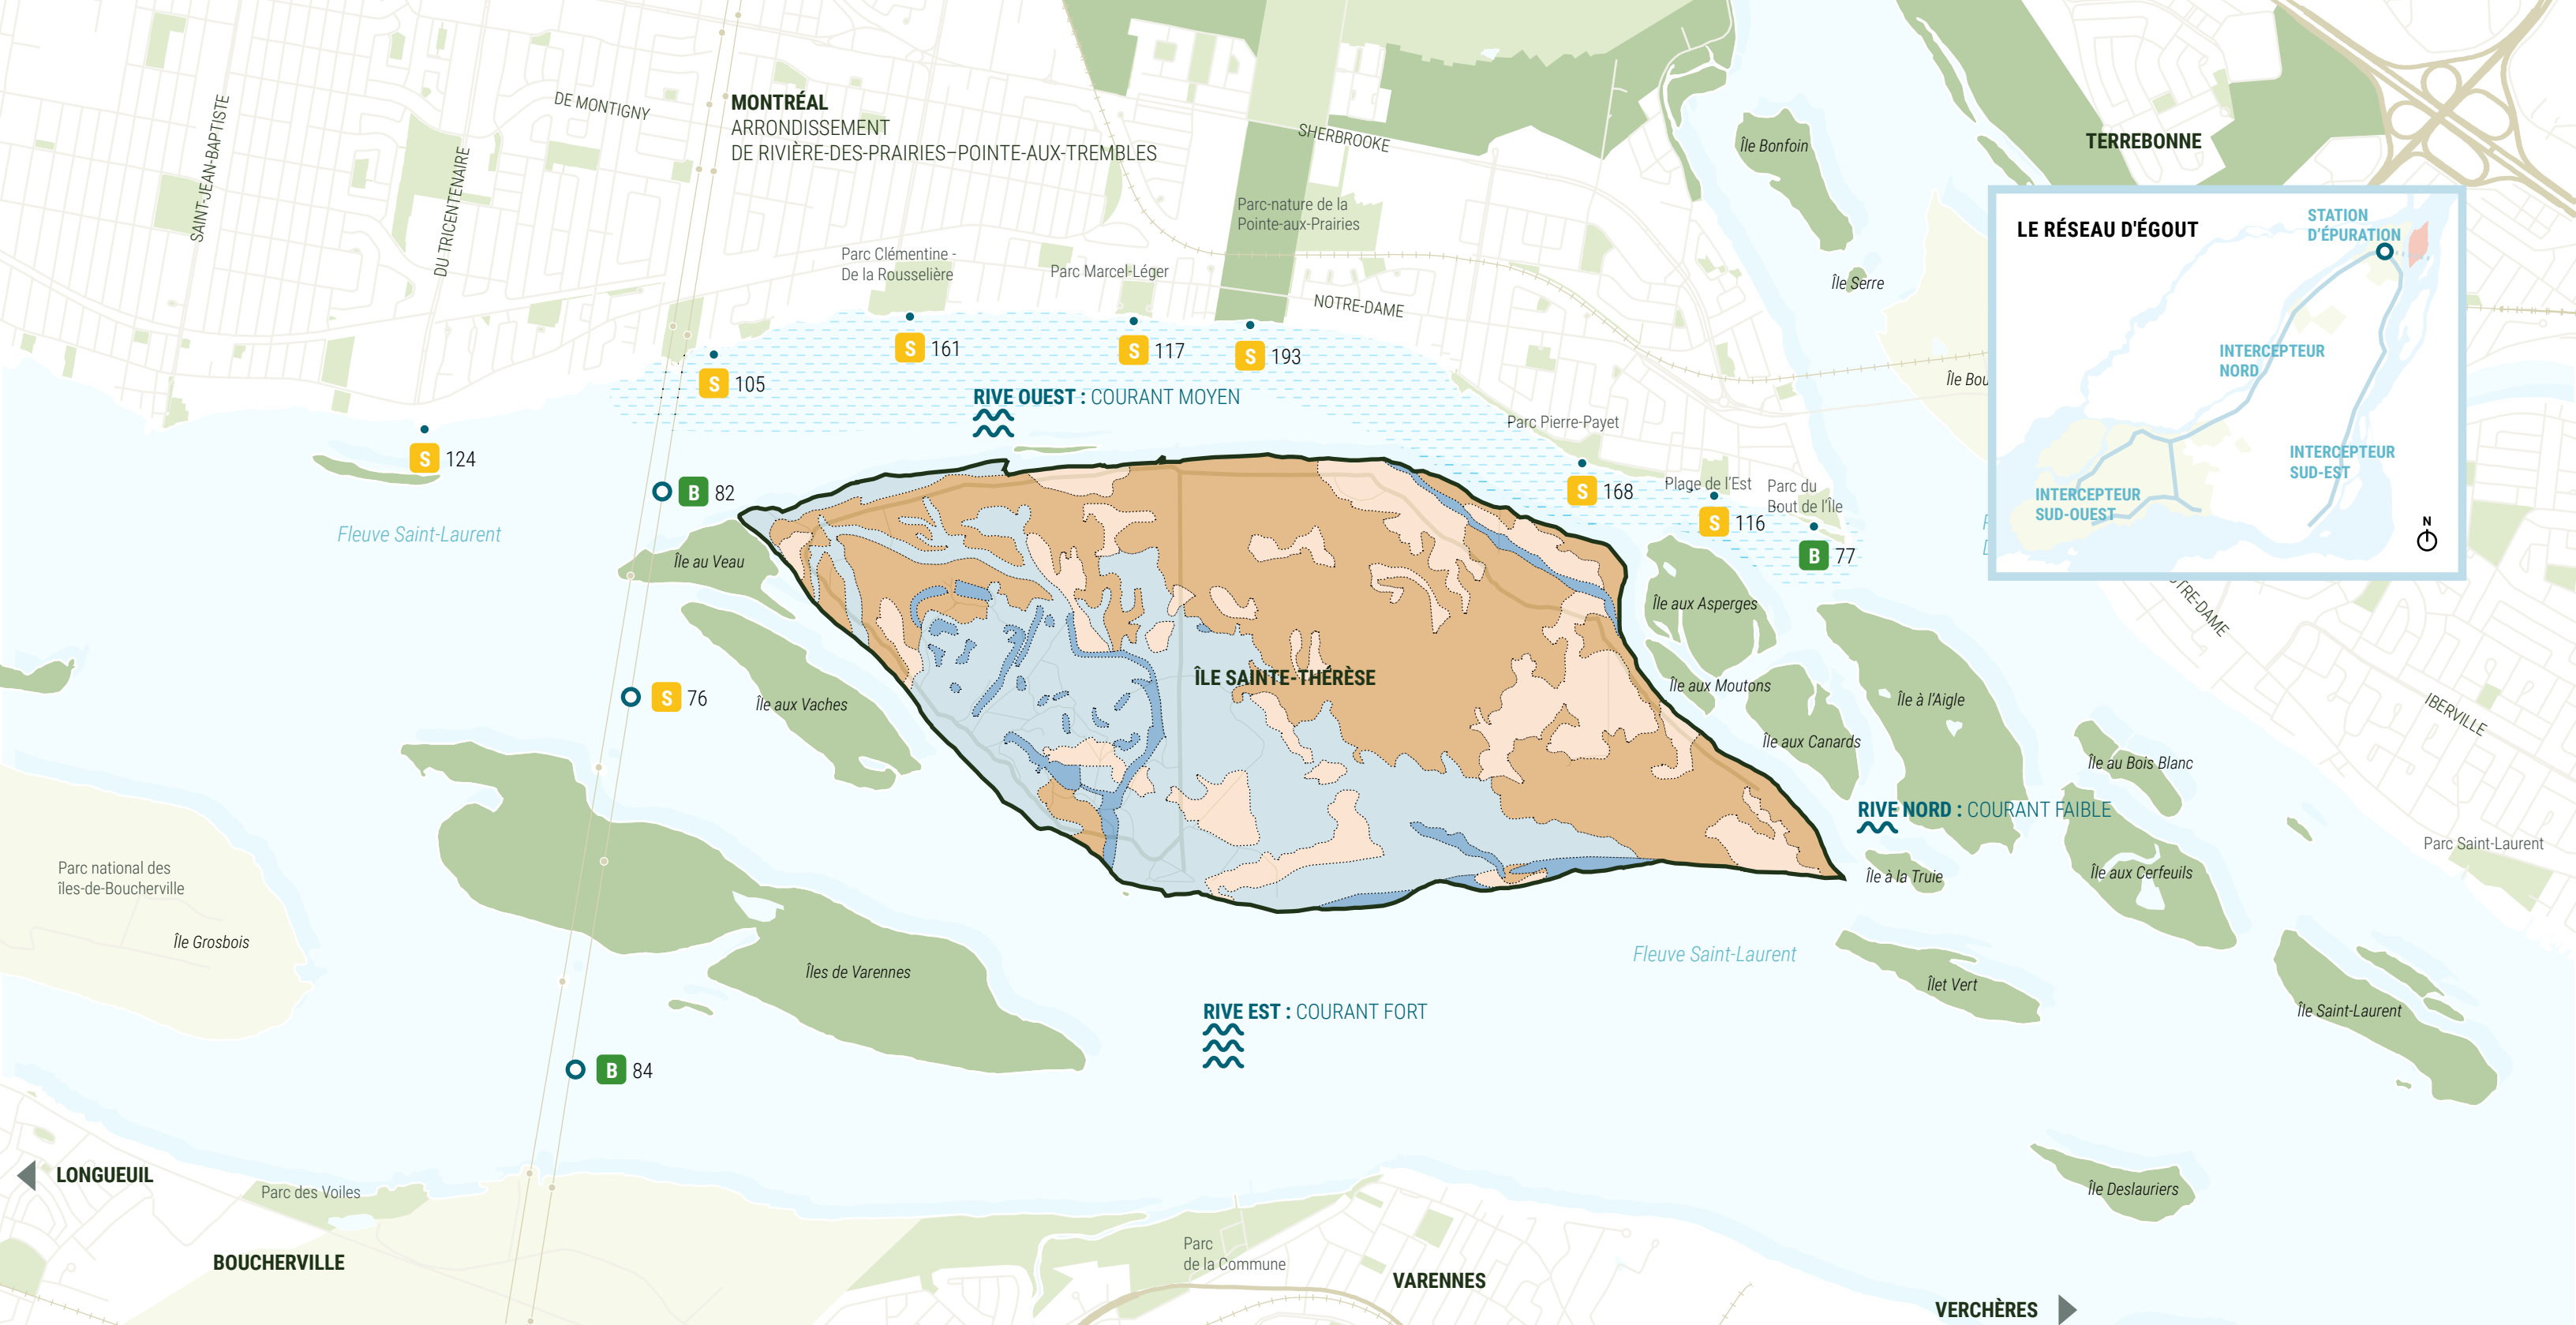 SAINT-JEAN-BAPTISTE
DU TRICENTENAIRE
DE MONTIGNY
MONTRÉAL
ARRONDISSEMENT
DE RIVIÈRE-DES-PRAIRIES–POINTE-AUX-TREMBLES
SHERBROOKE
Parc-nature de la
Pointe-aux-Prairies
Parc Clémentine -
De la Rousselière
Parc Marcel-Léger
NOTRE-DAME
Île Bonfoin
Île Serre
Île Bou
TERREBONNE
LE RÉSEAU D'ÉGOUT
STATION
D'ÉPURATION
INTERCEPTEUR
NORD
INTERCEPTEUR
SUD-EST
INTERCEPTEUR
SUD-OUEST
N
S 161
S 117
S 193
S 105
RIVE OUEST : COURANT MOYEN
S 124
B 82
Parc Pierre-Payet
S 168
Plage de l'Est
S 116
Parc du
Bout de l'Île
B 77
Fleuve Saint-Laurent
Île au Veau
S 76
Île aux Vaches
ÎLE SAINTE-THÉRÈSE
Île aux Asperges
Île aux Moutons
Île aux Canards
Île à l'Aigle
IBERVILLE
Île au Bois Blanc
RIVE NORD : COURANT FAIBLE
Parc Saint-Laurent
Île à la Truie
Île aux Cerfeuils
Parc national des
îles-de-Boucherville
Île Grosbois
Îles de Varennes
Fleuve Saint-Laurent
Îlet Vert
Île Saint-Laurent
RIVE EST : COURANT FORT
B 84
LONGUEUIL
Parc des Voiles
BOUCHERVILLE
Parc
de la Commune
VARENNES
Île Deslauriers
VERCHÈRES